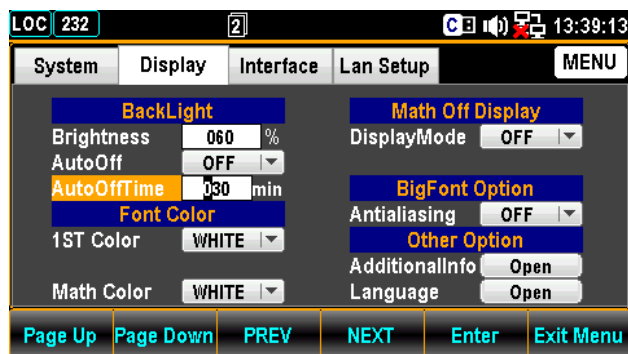 LOC 232 2 C 13:39:13
System Display Interface Lan Setup MENU
BackLight
Brightness 060 %
AutoOff OFF
AutoOffTime 030 min
Font Color
1ST Color WHITE
Math Color WHITE
Math Off Display
DisplayMode OFF
BigFont Option
Antialiasing OFF
Other Option
AdditionalInfo Open
Language Open
Page Up Page Down PREV NEXT Enter Exit Menu